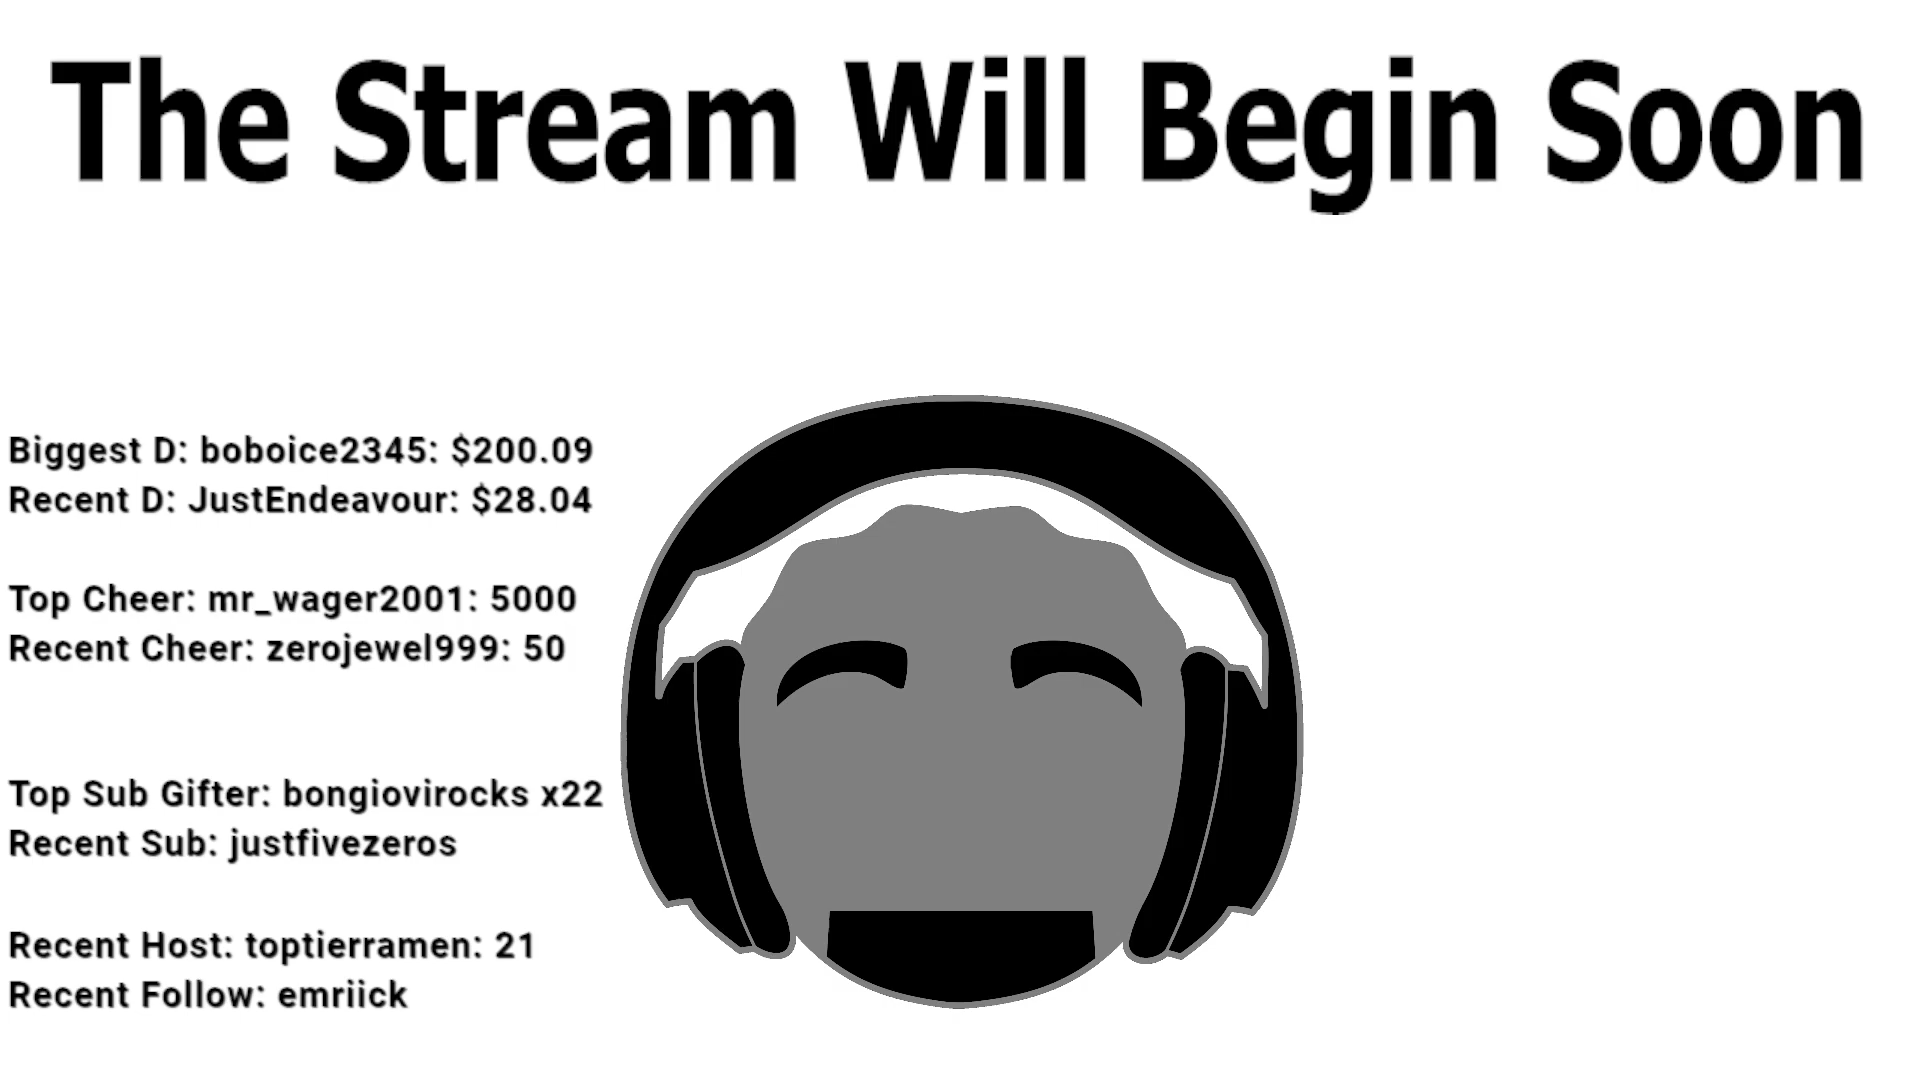 The Stream Will Begin Soon
Biggest D: boboice2345: $200.09
Recent D: JustEndeavour: $28.04
Top Cheer: mr_wager2001: 5000
Recent Cheer: zerojewel999: 50
Top Sub Gifter: bongiovirocks x22
Recent Sub: justfivezeros
Recent Host: toptierramen: 21
Recent Follow: emriick